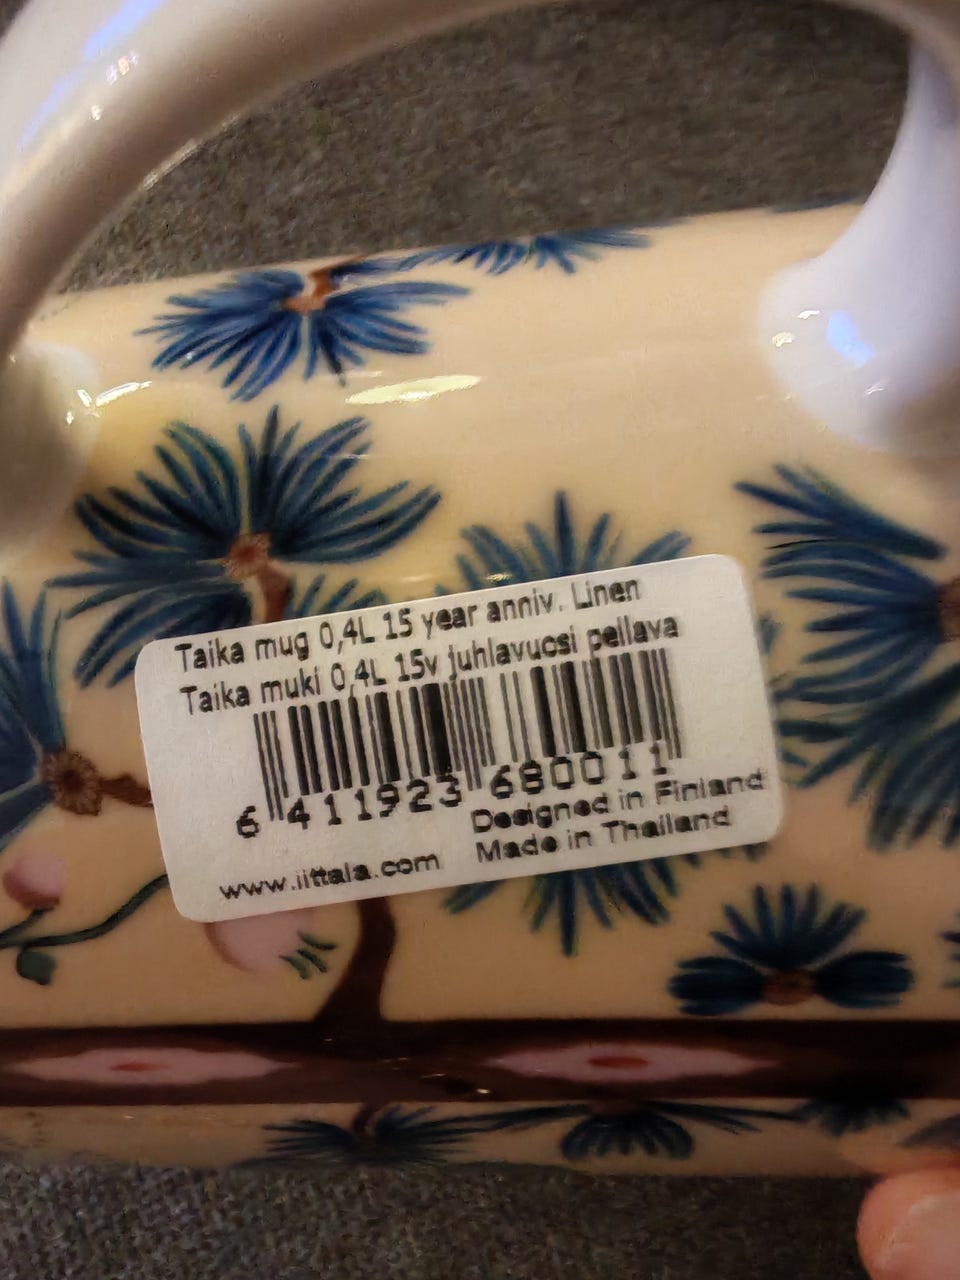 Taika mug 0,4L 15 year anniv. Linen
Taika muki 0,4L 15v juhlavuosi pellava
6 411923 680011
Designed in Finland
Made in Thailand
www.iittala.com